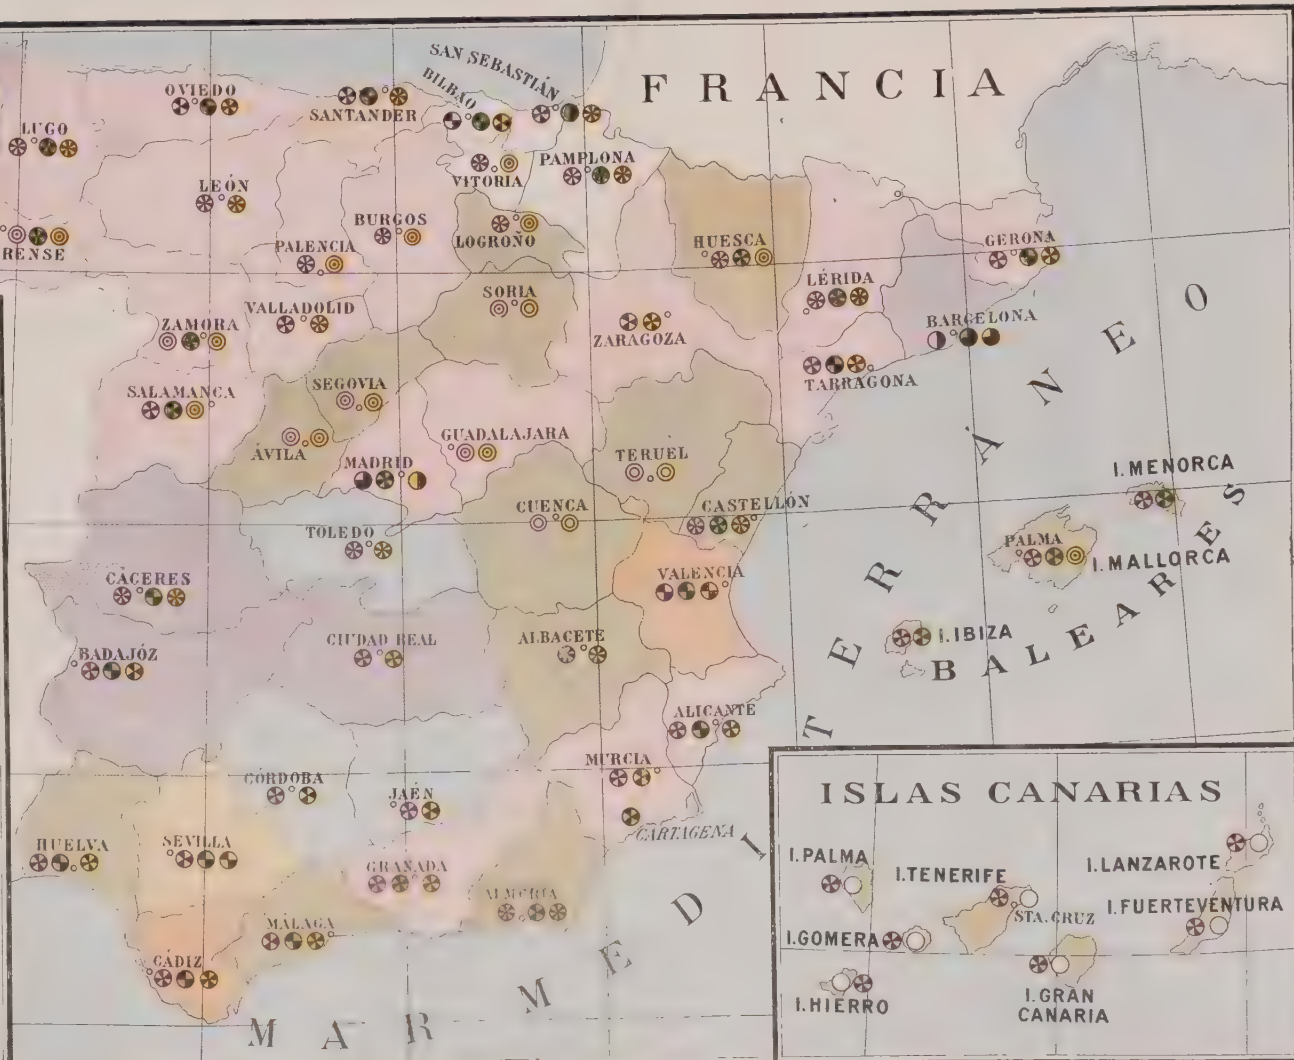 SAN SEBASTIÁN
BILBAO
FRANCIA
OVIEDO
SANTANDER
LUGO
PAMPLONA
VITORIA
LEÓN
BURGOS
LOGROÑO
PALENCIA
HUESCA
GERONA
RENSE
LÉRIDA
SORIA
VALLADOLID
ZAMORA
BARCELONA
ZARAGOZA
SEGOVIA
TARRAGONA
SALAMANCA
GUADALAJARA
ÁVILA
TERUEL
MADRID
I. MENORCA
CUENCA
CASTELLÓN
TOLEDO
PALMA
I. MALLORCA
CÁCERES
VALENCIA
CIUDAD REAL
ALBACETE
I. IBIZA
BALEARES
BADAJÓZ
ALICANTE
MURCIA
CÓRDOBA
JAÉN
CARTAGENA
HUELVA
SEVILLA
GRANADA
ALMERÍA
MÁLAGA
CÁDIZ
MAR MEDITERRÁNEO
ISLAS CANARIAS
I. PALMA
I. TENERIFE
I. LANZAROTE
STA. CRUZ
I. FUERTEVENTURA
I. GOMERA
I. HIERRO
I. GRAN
CANARIA